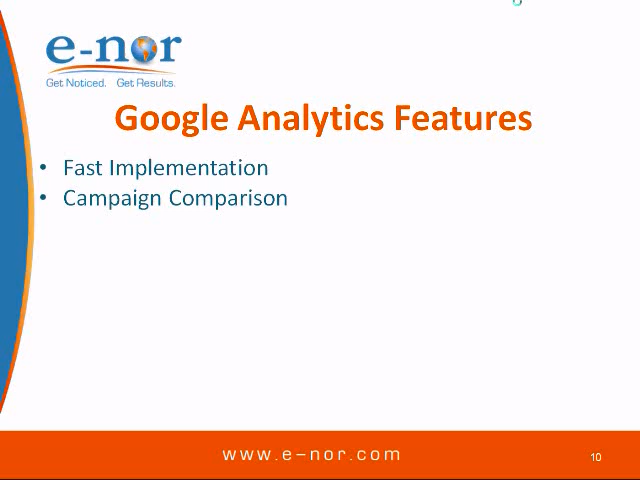 e-nor
Get Noticed. Get Results.
Google Analytics Features
• Fast Implementation
• Campaign Comparison
www.e-nor.com
10